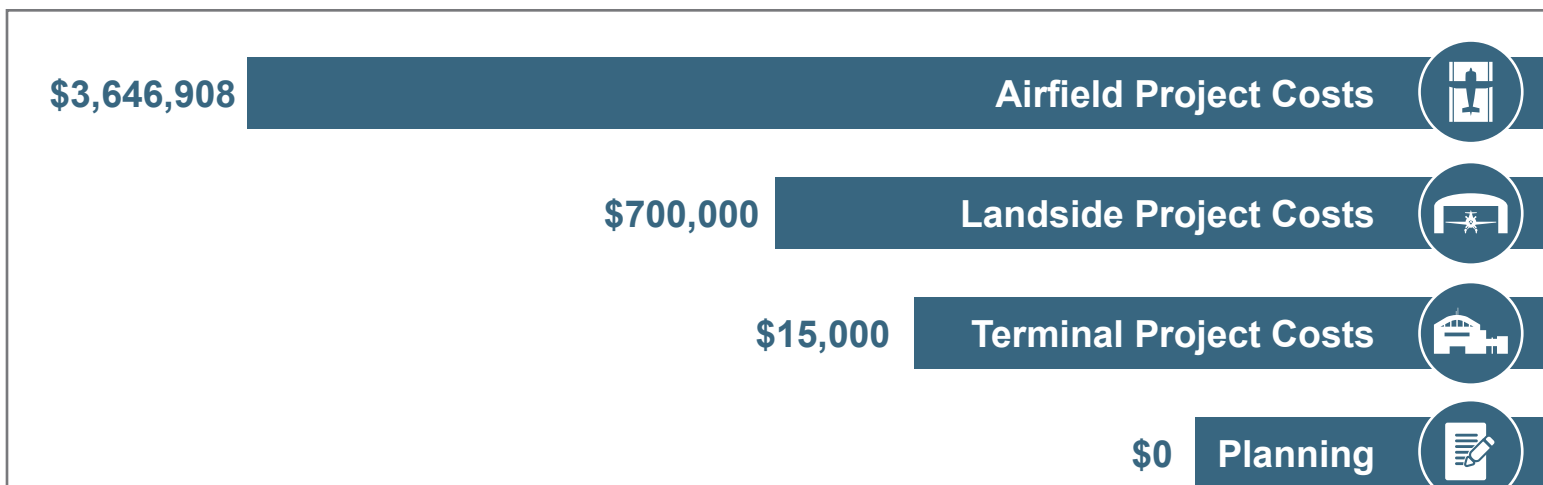 $3,646,908 Airfield Project Costs
$700,000 Landside Project Costs
$15,000 Terminal Project Costs
$0 Planning